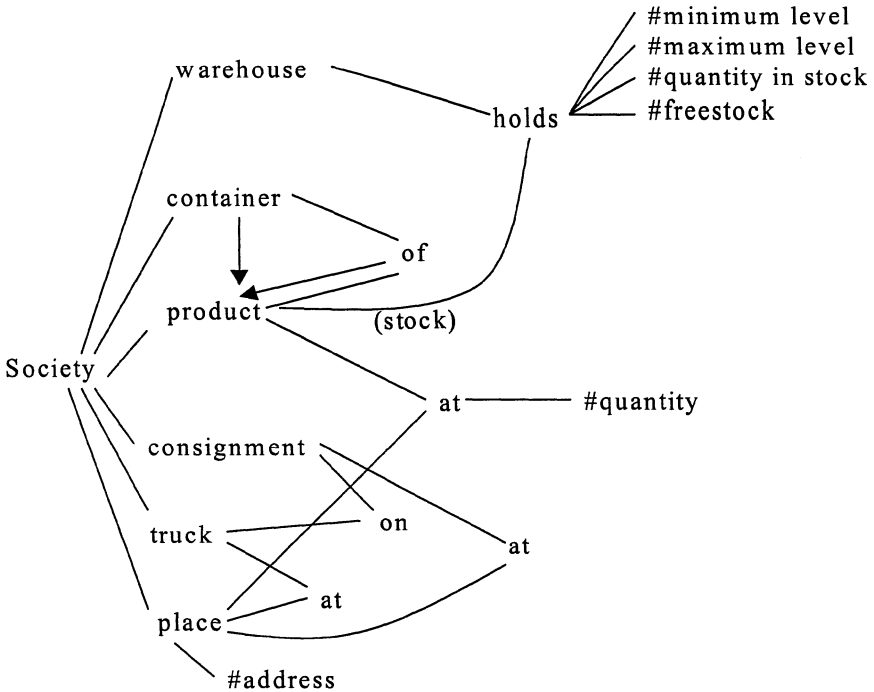 #minimum level
#maximum level
warehouse
#quantity in stock
holds
#freestock
container
of
product
(stock)
Society
at
#quantity
consignment
on
truck
at
at
place
#address